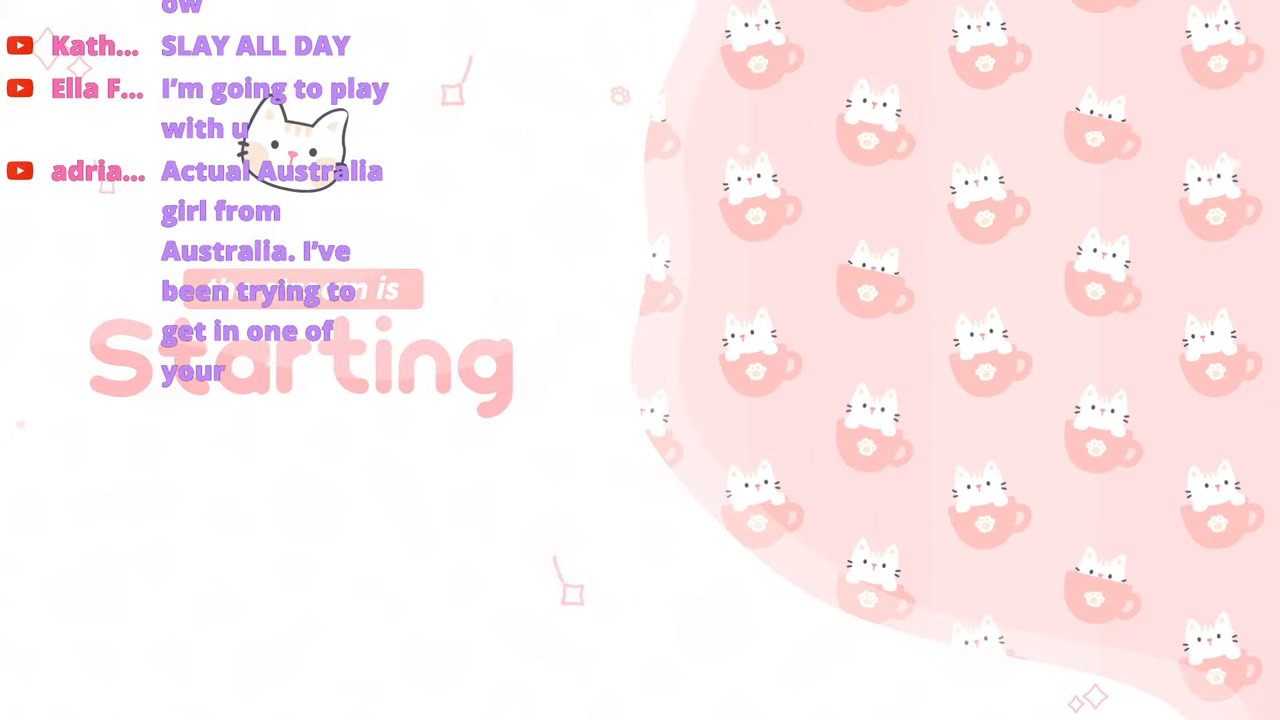 ow
Kath... SLAY ALL DAY
Ella F... I’m going to play
with u
adria... Actual Australia
girl from
Australia. I’ve
been trying to
get in one of
your
is
Starting